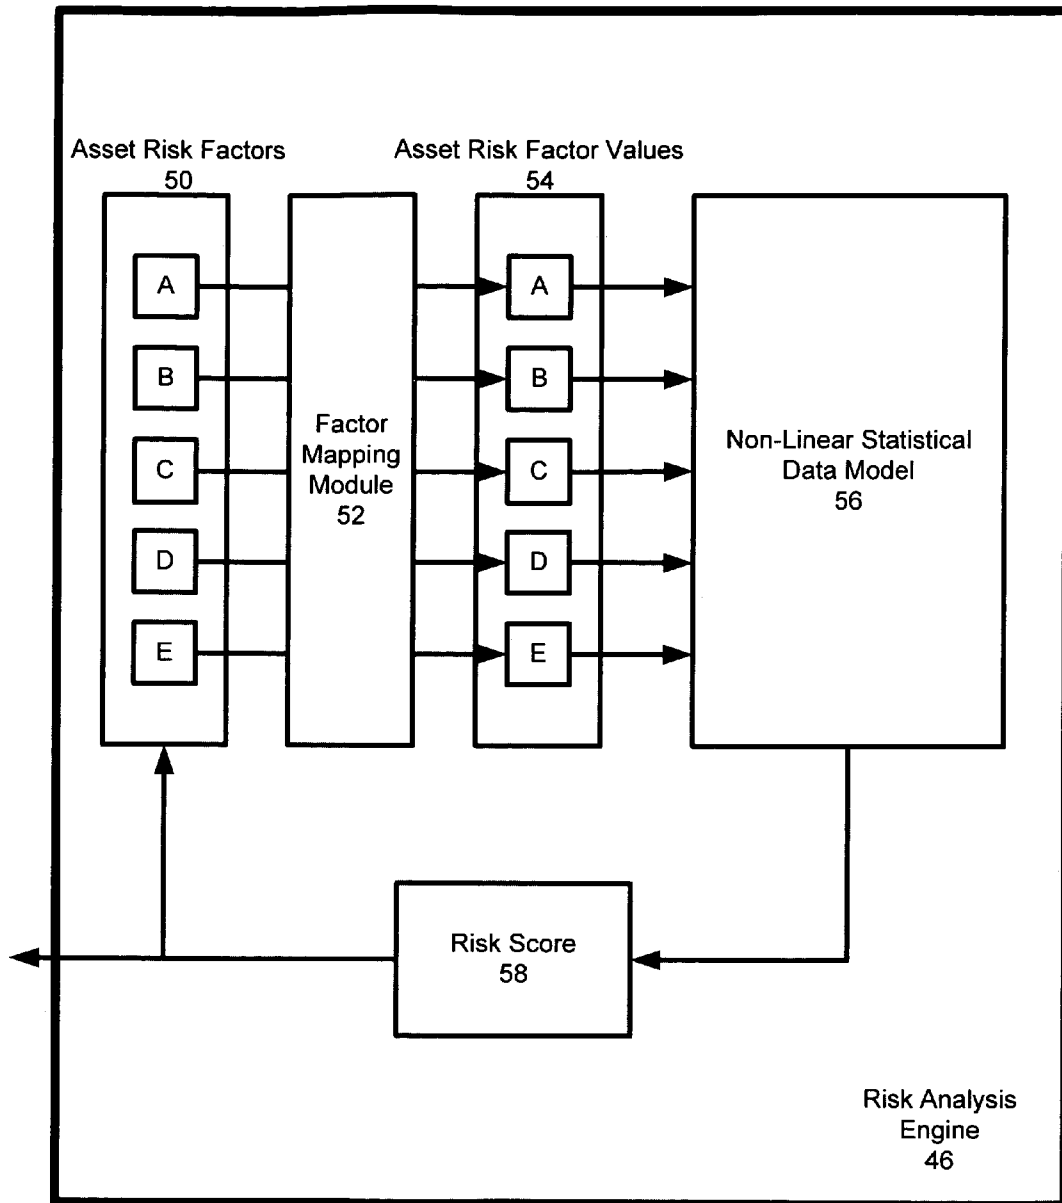 Asset Risk Factors
50
Asset Risk Factor Values
54
A
B
C
D
E
Factor
Mapping
Module
52
A
B
C
D
E
Non-Linear Statistical
Data Model
56
Risk Score
58
Risk Analysis
Engine
46